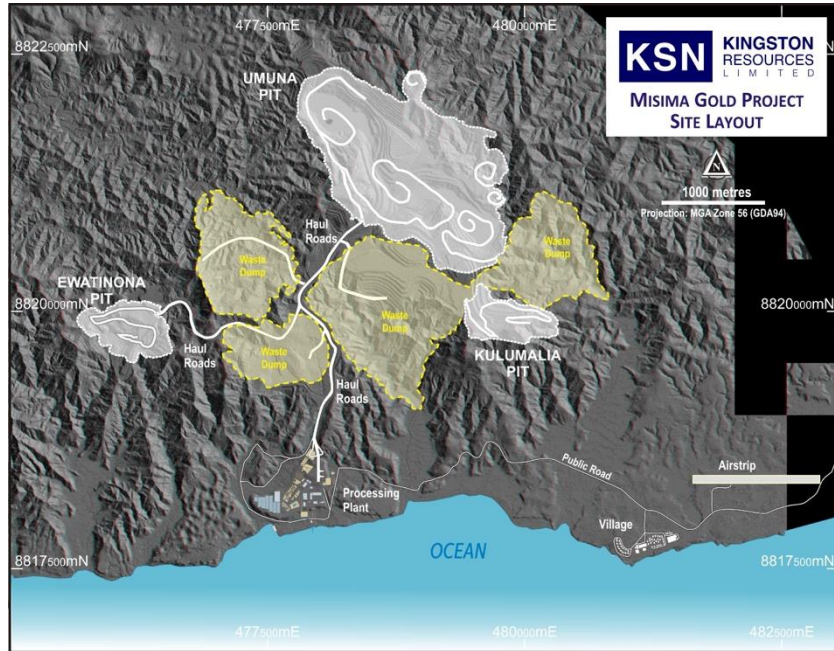 477500mE
480000mE
8822500mN
KSN
KINGSTON
RESOURCES
LIMITED
MISIMA GOLD PROJECT
SITE LAYOUT
UMUNA
PIT
N
1000 metres
Projection: MGA Zone 56 (GDA94)
Haul
Roads
Waste
Dump
Waste
Dump
EWATINONA
PIT
8820000mN
8820000mN
Waste
Dump
Haul
Roads
Waste
Dump
KULUMALIA
PIT
Haul
Roads
Public Road
Airstrip
Processing
Plant
Village
OCEAN
8817500mN
8817500mN
477500mE
480000mE
482500mE